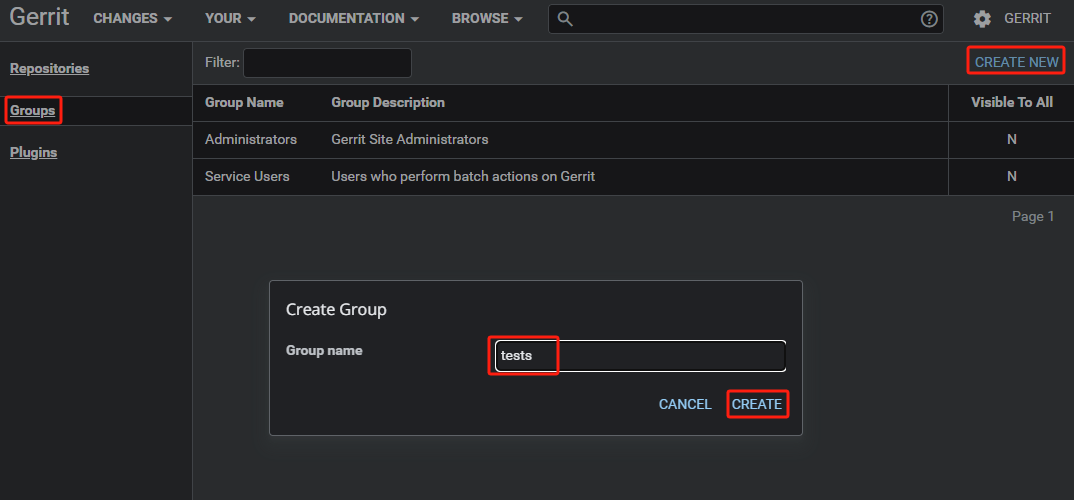 Gerrit CHANGES YOUR DOCUMENTATION BROWSE GERRIT
Repositories
Filter: CREATE NEW
Groups
Plugins
Group Name Group Description Visible To All
Administrators Gerrit Site Administrators N
Service Users Users who perform batch actions on Gerrit N
Page 1
Create Group
Group name tests
CANCEL CREATE